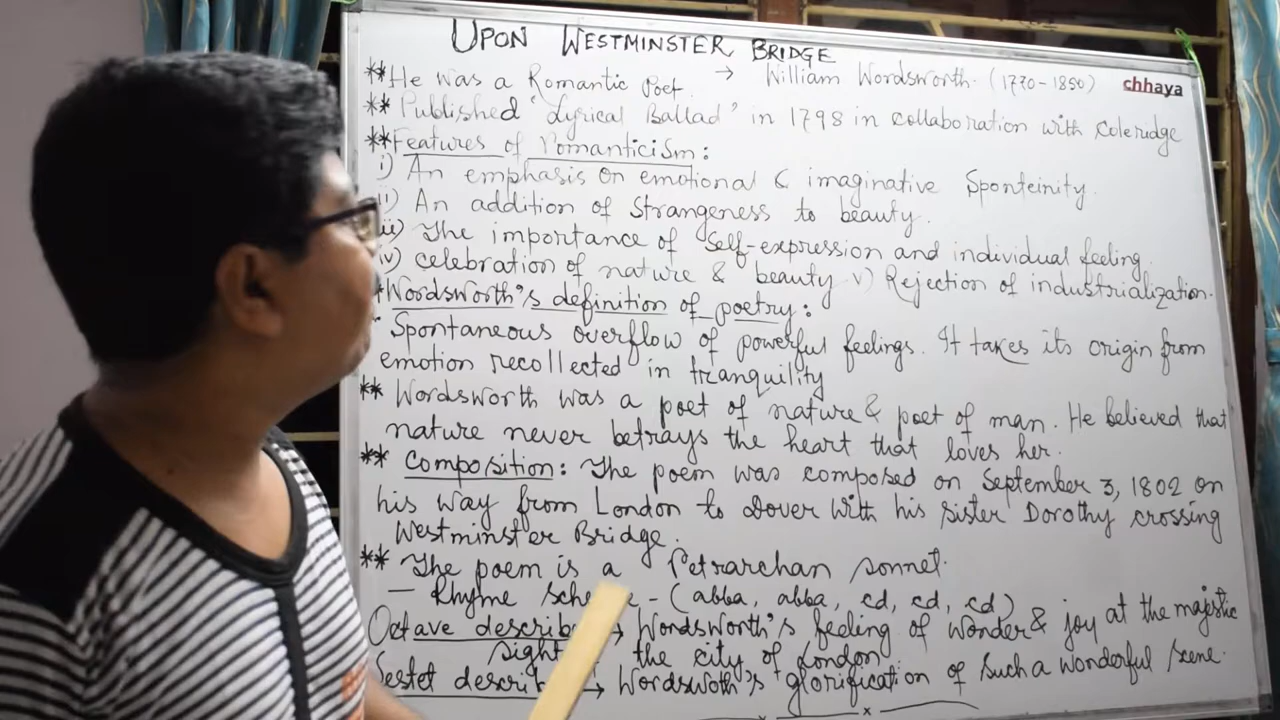 UPON WESTMINSTER BRIDGE
→ William Wordsworth. (1770-1850)
chhaya
**He was a Romantic Poet.
** Published 'Lyrical Ballad' in 1798 in collaboration with Coleridge
**Features of Romanticism:
i) An emphasis on emotional & imaginative Sponteinity.
ii) An addition of Strangeness to beauty.
iii) The importance of Self-expression and individual feeling.
iv) celebration of nature & beauty v) Rejection of industrialization.
*Wordsworth's definition of poetry:
Spontaneous overflow of powerful feelings. It takes its origin from
emotion recollected in tranquility
** Wordsworth was a poet of nature & poet of man. He believed that
nature never betrays the heart that loves her.
** Composition: The poem was composed on September 3, 1802 on
his way from London to Dover with his sister Dorothy crossing
Westminster Bridge.
** The poem is a Petrarchan sonnet.
— Rhyme - (abba, abba, cd, cd, cd)
Octave → Wordsworth's feeling of wonder & joy at the majestic
sight the city of London
Sestet → Wordswoth's glorification of such a wonderful scene.
x x